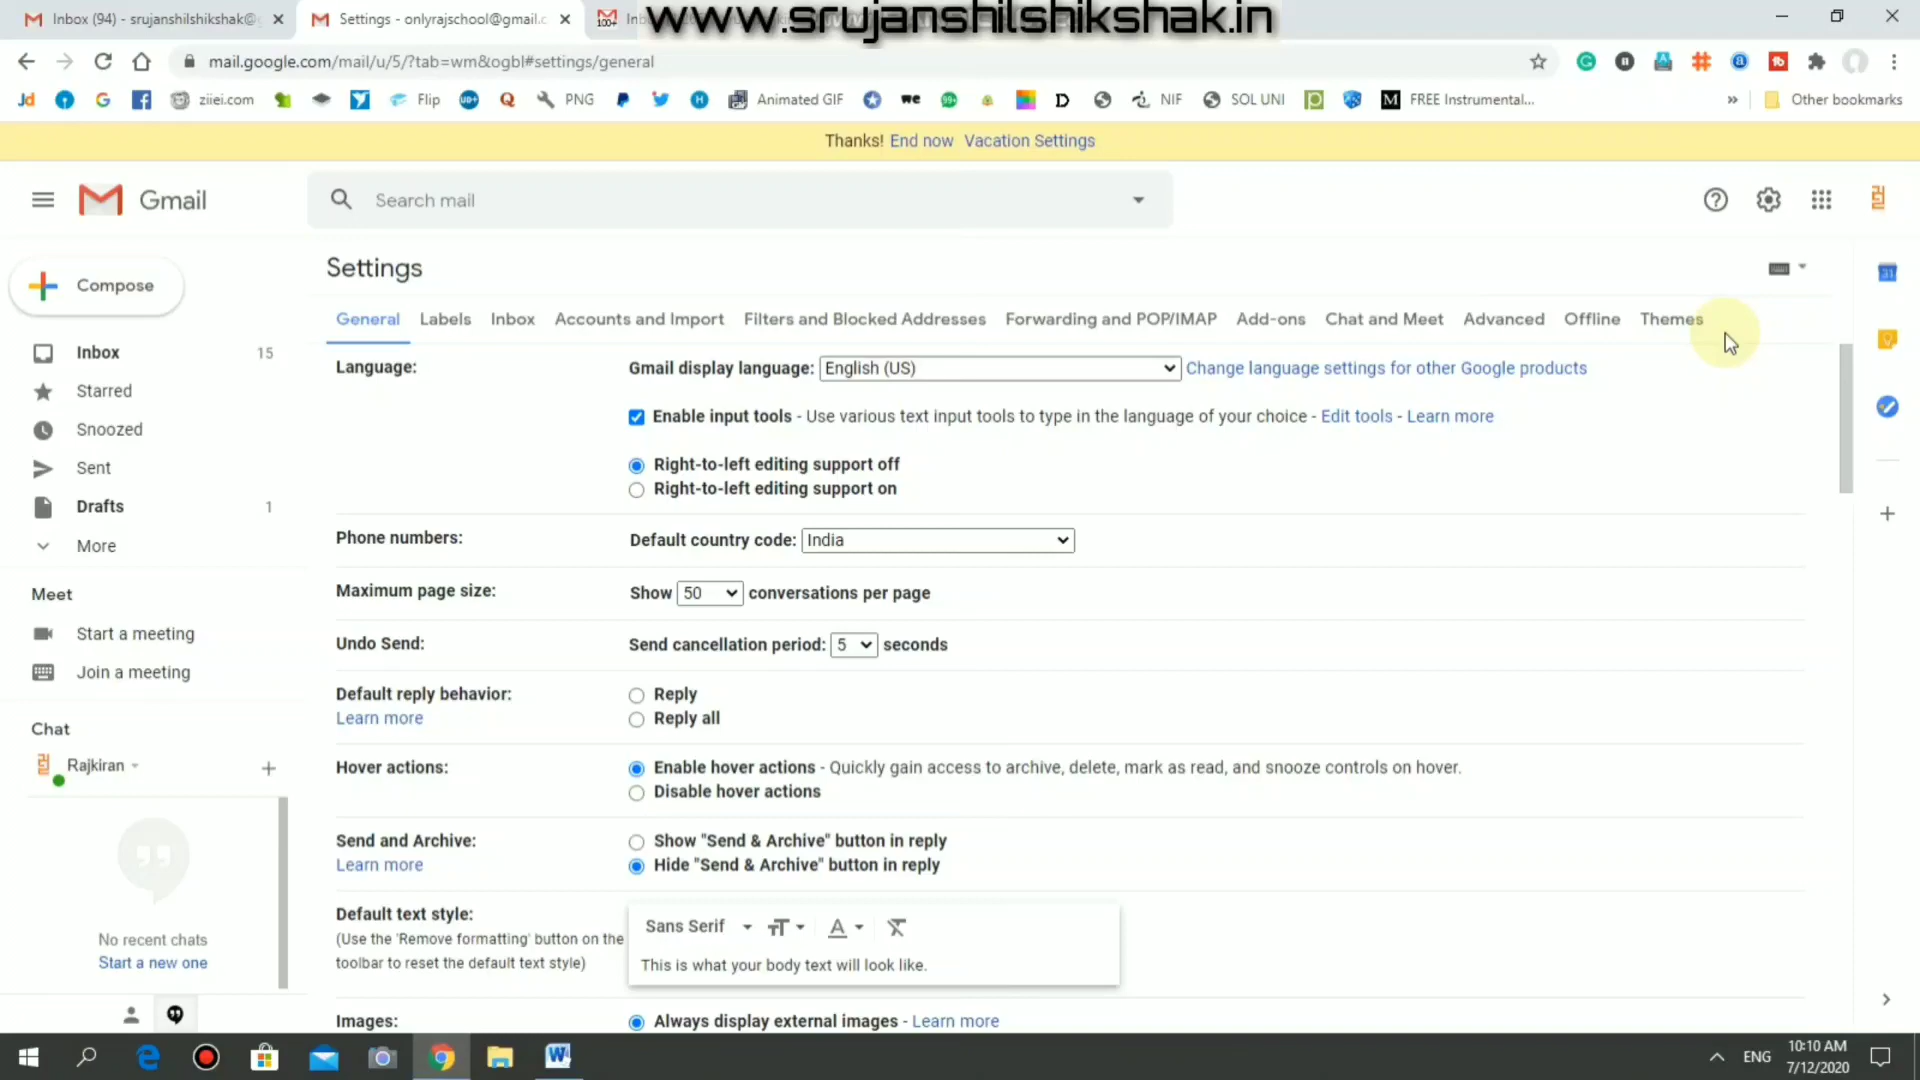 Inbox (94) - srujanshilshikshak@g
Settings - onlyrajschool@gmail.c
www.srujanshilshikshak.in
mail.google.com/mail/u/5/?tab=wm&ogbl#settings/general
ziiei.com
Flip
PNG
Animated GIF
NIF
SOL UNI
FREE Instrumental...
Other bookmarks
Thanks! End now Vacation Settings
Gmail
Search mail
Settings
Compose
General Labels Inbox Accounts and Import Filters and Blocked Addresses Forwarding and POP/IMAP Add-ons Chat and Meet Advanced Offline Themes
Inbox 15
Starred
Snoozed
Sent
Drafts 1
More
Meet
Start a meeting
Join a meeting
Chat
Rajkiran
No recent chats
Start a new one
Language:
Gmail display language: English (US) Change language settings for other Google products
Enable input tools - Use various text input tools to type in the language of your choice - Edit tools - Learn more
Right-to-left editing support off
Right-to-left editing support on
Phone numbers:
Default country code: India
Maximum page size:
Show 50 conversations per page
Undo Send:
Send cancellation period: 5 seconds
Default reply behavior:
Learn more
Reply
Reply all
Hover actions:
Enable hover actions - Quickly gain access to archive, delete, mark as read, and snooze controls on hover.
Disable hover actions
Send and Archive:
Learn more
Show "Send & Archive" button in reply
Hide "Send & Archive" button in reply
Default text style:
(Use the 'Remove formatting' button on the
toolbar to reset the default text style)
Sans Serif
This is what your body text will look like.
Images:
Always display external images - Learn more
ENG
10:10 AM
7/12/2020